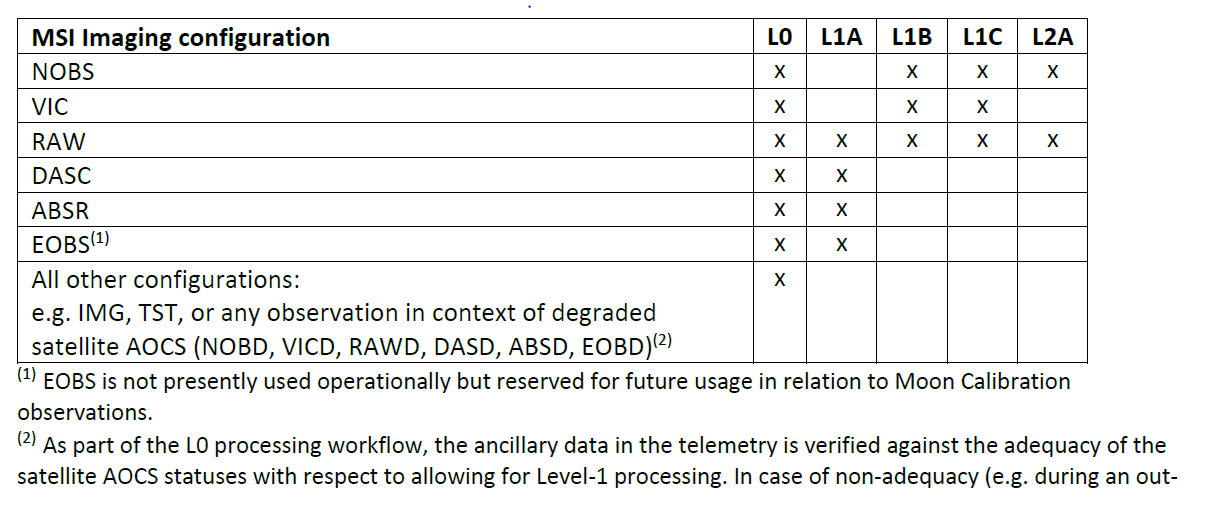 MSI Imaging configuration L0 L1A L1B L1C L2A
NOBS x x x x
VIC x x x
RAW x x x x x
DASC x x
ABSR x x
EOBS(1) x x
All other configurations: x
e.g. IMG, TST, or any observation in context of degraded
satellite AOCS (NOBD, VICD, RAWD, DASD, ABSD, EOBD)(2)
(1) EOBS is not presently used operationally but reserved for future usage in relation to Moon Calibration
observations.
(2) As part of the L0 processing workflow, the ancillary data in the telemetry is verified against the adequacy of the
satellite AOCS statuses with respect to allowing for Level-1 processing. In case of non-adequacy (e.g. during an out-